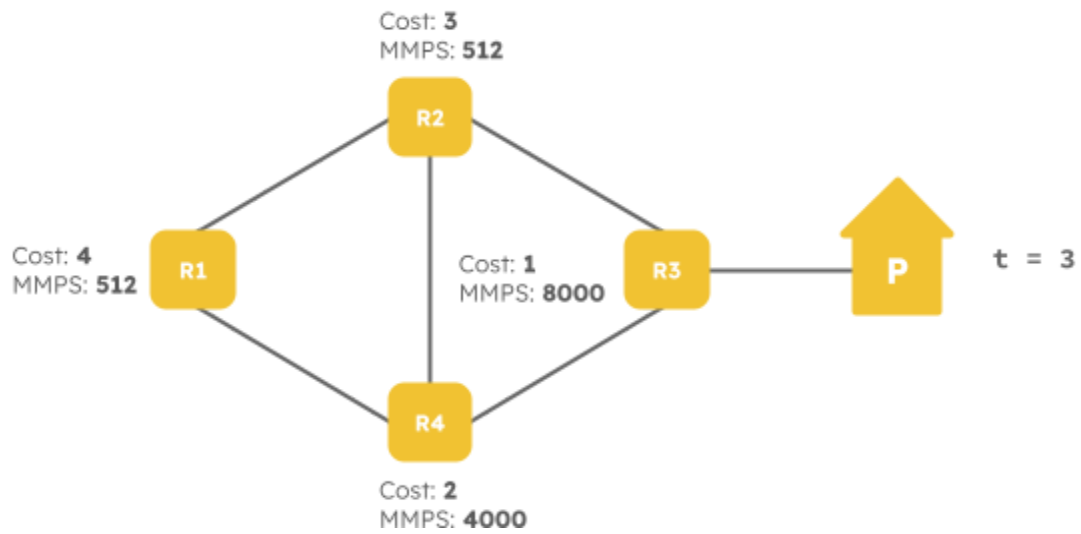 Cost: 3
MMPS: 512
R2
Cost: 4
MMPS: 512
R1
Cost: 1
MMPS: 8000
R3
P
t = 3
R4
Cost: 2
MMPS: 4000